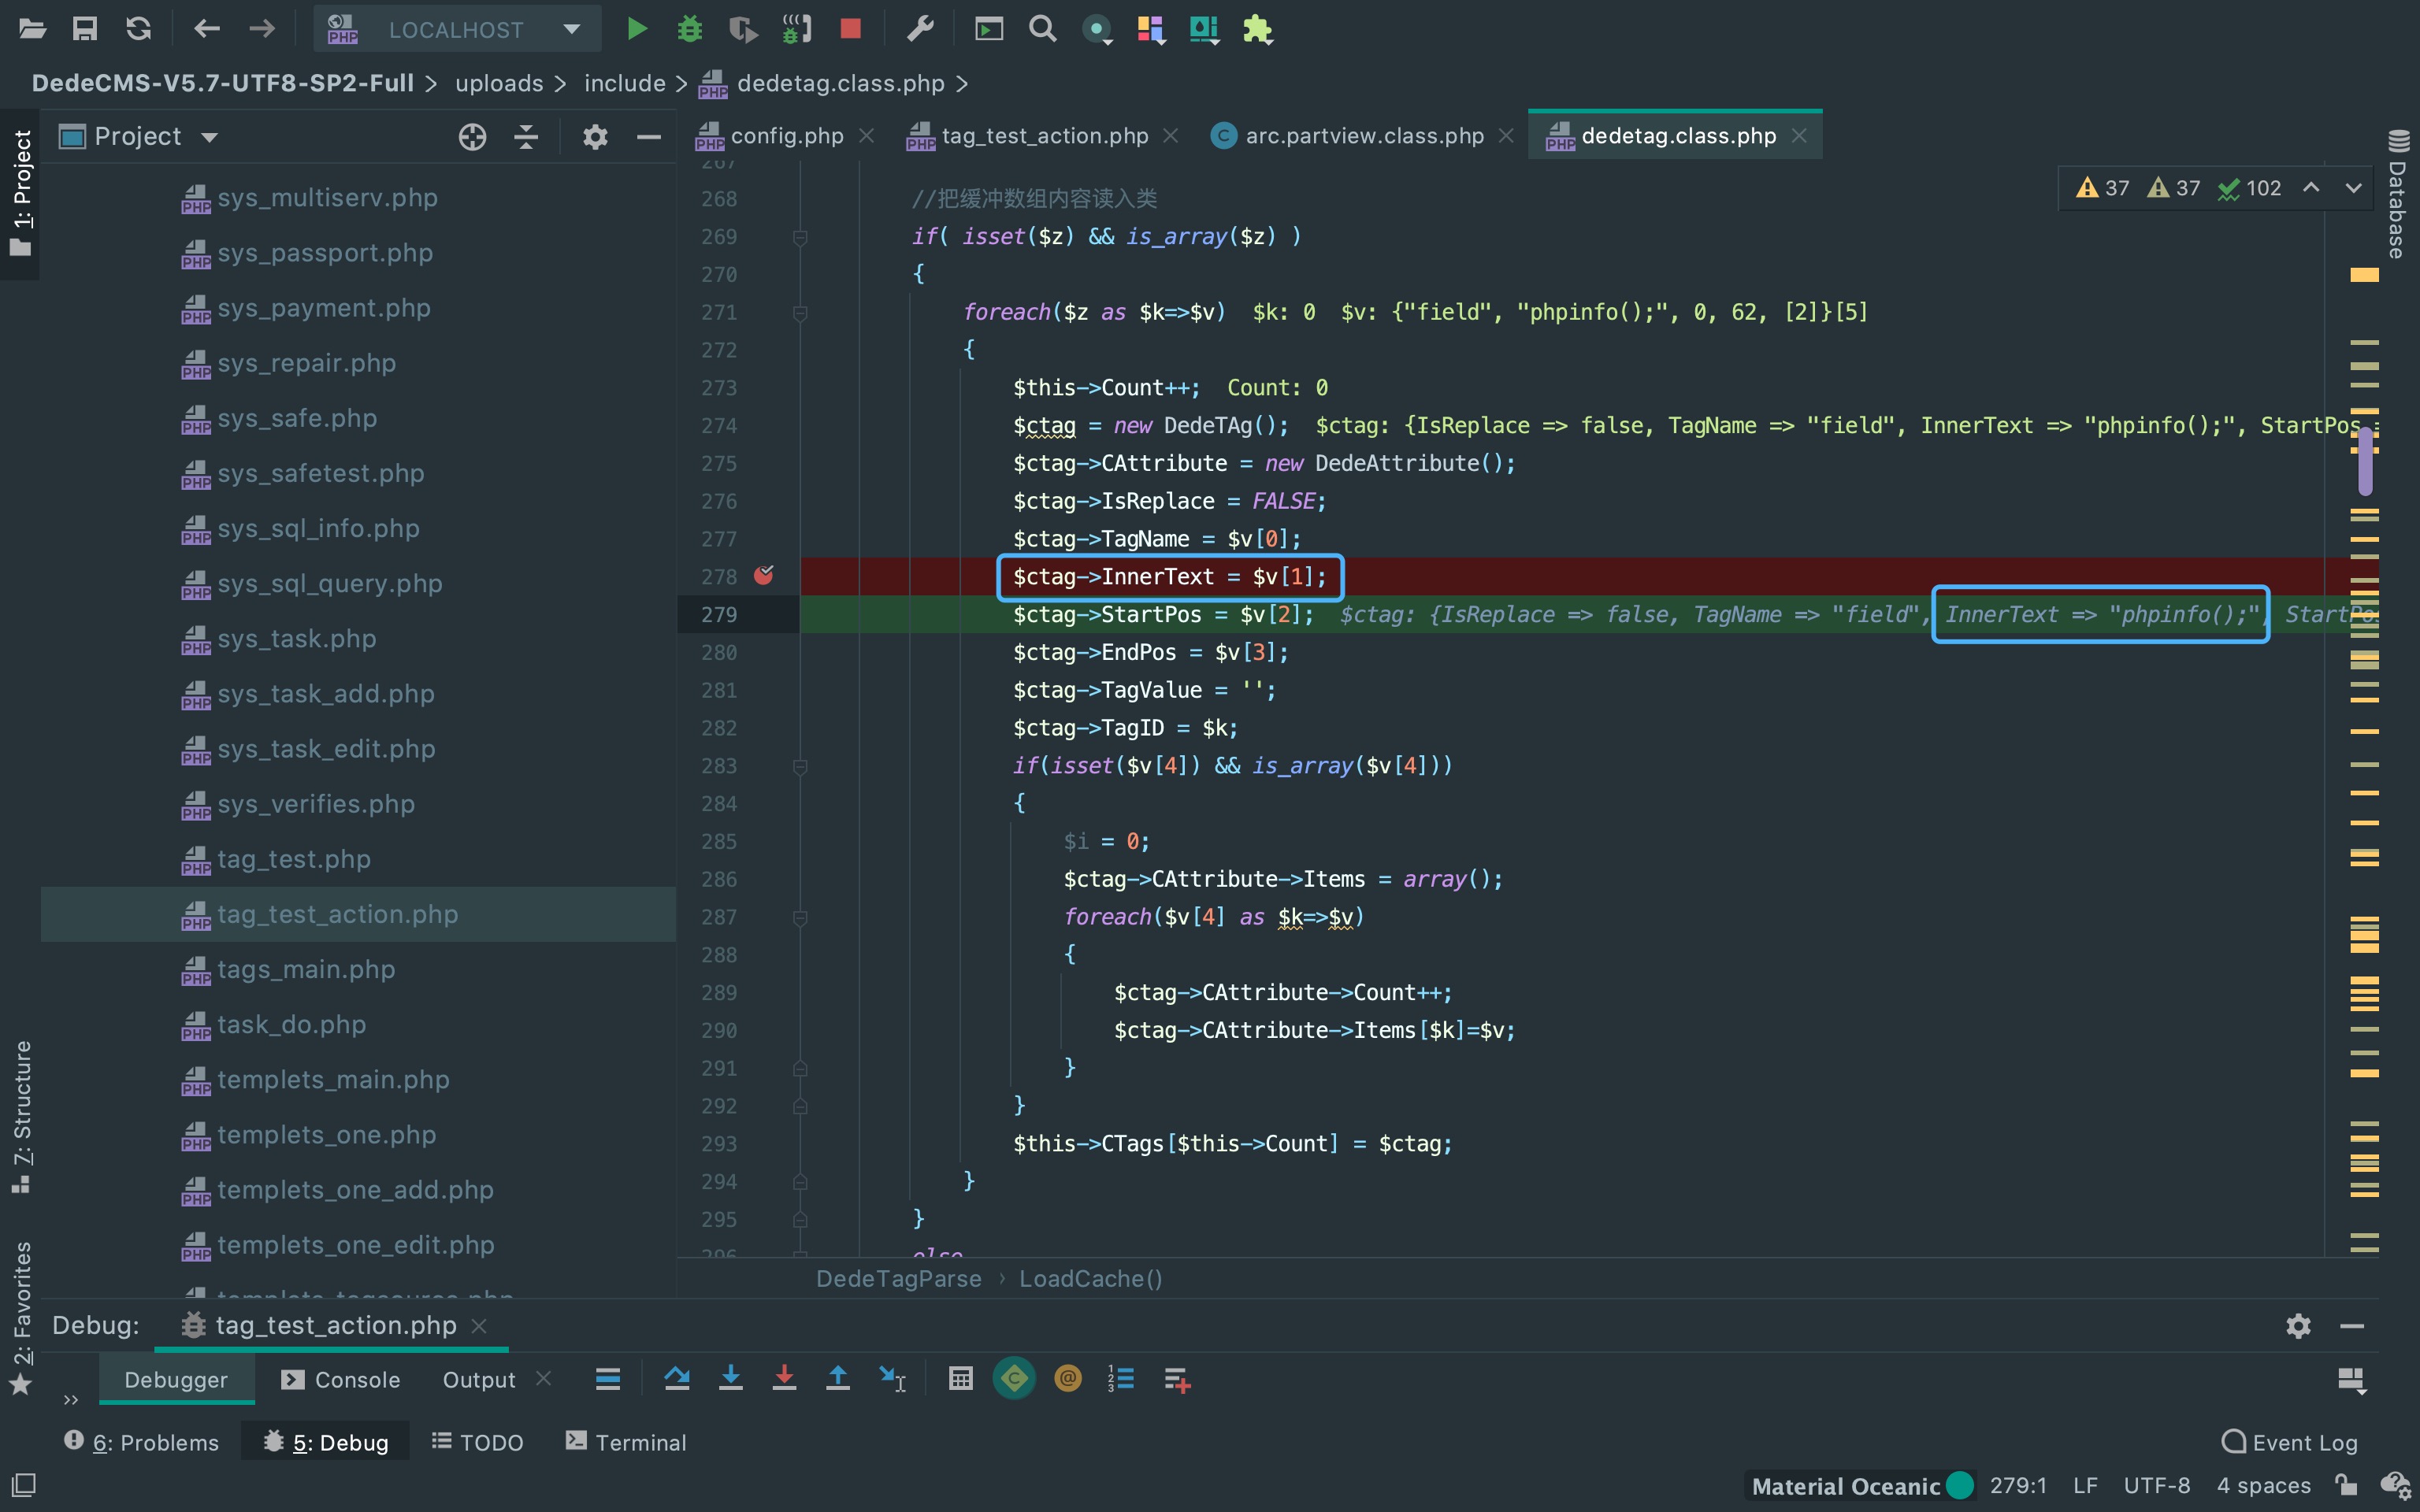 LOCALHOST
DedeCMS-V5.7-UTF8-SP2-Full > uploads > include > dedetag.class.php >
1: Project
7: Structure
2: Favorites
Project
sys_multiserv.php
sys_passport.php
sys_payment.php
sys_repair.php
sys_safe.php
sys_safetest.php
sys_sql_info.php
sys_sql_query.php
sys_task.php
sys_task_add.php
sys_task_edit.php
sys_verifies.php
tag_test.php
tag_test_action.php
tags_main.php
task_do.php
templets_main.php
templets_one.php
templets_one_add.php
templets_one_edit.php
config.php tag_test_action.php arc.partview.class.php dedetag.class.php
37 37 102
Database
267
268 //把缓冲数组内容读入类
269 if( isset($z) && is_array($z) )
270 {
271 foreach($z as $k=>$v) $k: 0 $v: {"field", "phpinfo();", 0, 62, [2]}[5]
272 {
273 $this->Count++; Count: 0
274 $ctag = new DedeTAg(); $ctag: {IsReplace => false, TagName => "field", InnerText => "phpinfo();", StartPos =
275 $ctag->CAttribute = new DedeAttribute();
276 $ctag->IsReplace = FALSE;
277 $ctag->TagName = $v[0];
278 $ctag->InnerText = $v[1];
279 $ctag->StartPos = $v[2]; $ctag: {IsReplace => false, TagName => "field", InnerText => "phpinfo();", StartPos
280 $ctag->EndPos = $v[3];
281 $ctag->TagValue = '';
282 $ctag->TagID = $k;
283 if(isset($v[4]) && is_array($v[4]))
284 {
285 $i = 0;
286 $ctag->CAttribute->Items = array();
287 foreach($v[4] as $k=>$v)
288 {
289 $ctag->CAttribute->Count++;
290 $ctag->CAttribute->Items[$k]=$v;
291 }
292 }
293 $this->CTags[$this->Count] = $ctag;
294 }
295 }
296 else
DedeTagParse › LoadCache()
Debug: tag_test_action.php
Debugger Console Output
6: Problems 5: Debug TODO Terminal Event Log
Material Oceanic 279:1 LF UTF-8 4 spaces